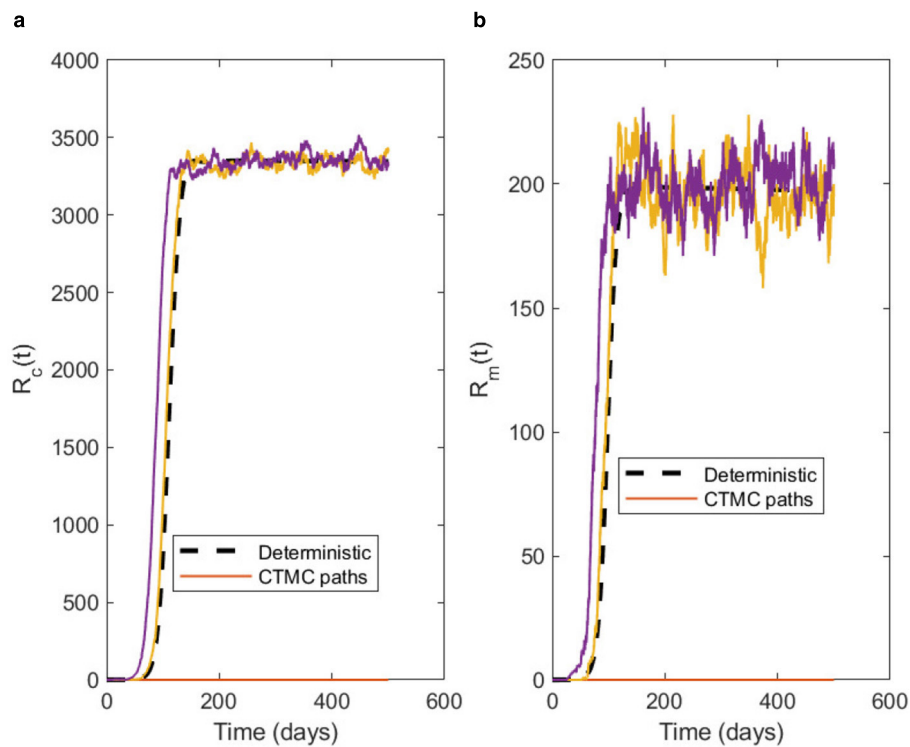 a
b
4000
3500
3000
2500
2000
1500
1000
500
0
R_c(t)
Deterministic
CTMC paths
0
200
400
600
Time (days)
250
200
150
100
50
0
R_m(t)
Deterministic
CTMC paths
0
200
400
600
Time (days)